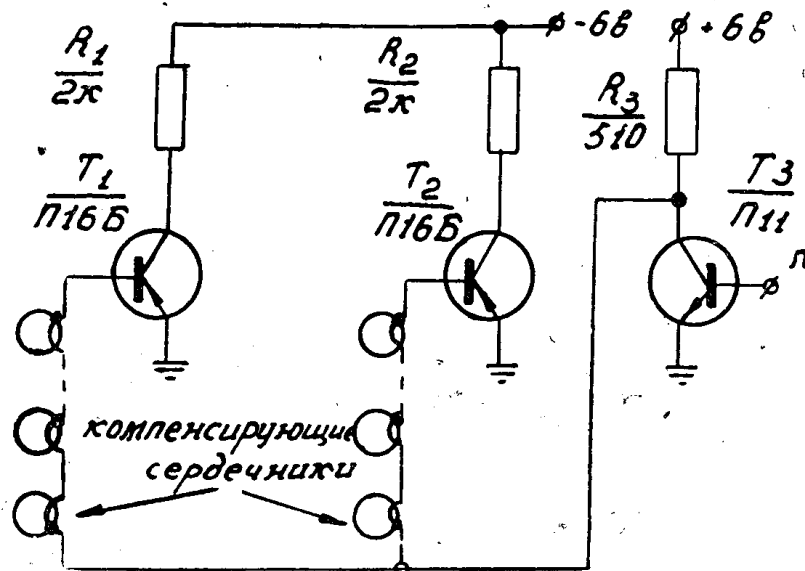 R1
2к
R2
2к
-6в
+6в
R3
510
T1
П16Б
T2
П16Б
T3
П11
п
компенсирующие
сердечники